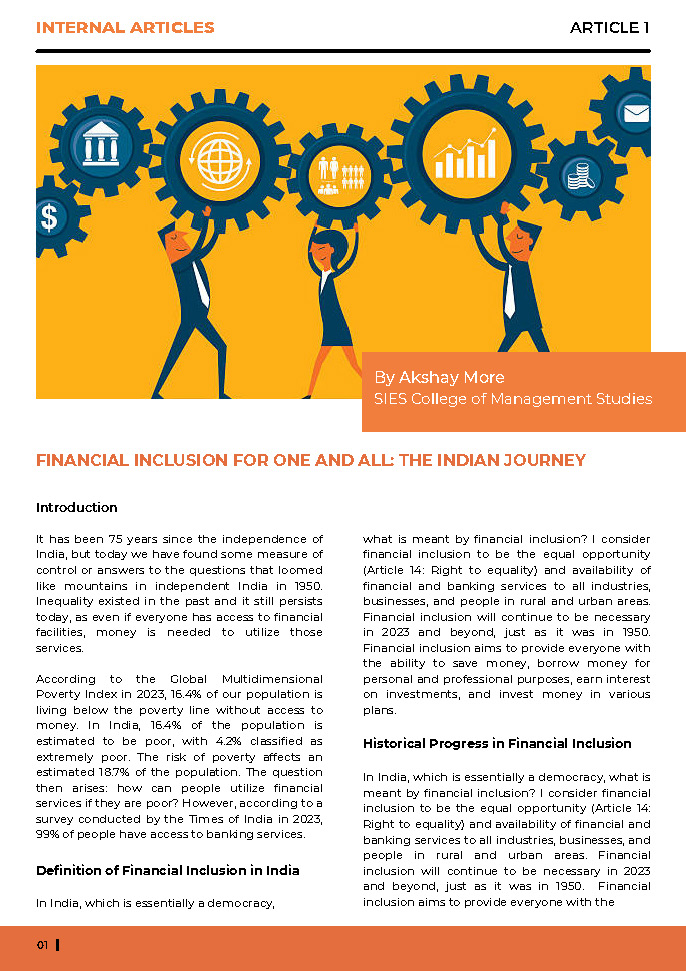 INTERNAL ARTICLES
ARTICLE 1
$
By Akshay More
SIES College of Management Studies
FINANCIAL INCLUSION FOR ONE AND ALL: THE INDIAN JOURNEY
Introduction
It has been 75 years since the independence of
India, but today we have found some measure of
control or answers to the questions that loomed
like mountains in independent India in 1950.
Inequality existed in the past and it still persists
today, as even if everyone has access to financial
facilities, money is needed to utilize those
services.
According to the Global Multidimensional
Poverty Index in 2023, 16.4% of our population is
living below the poverty line without access to
money. In India, 16.4% of the population is
estimated to be poor, with 4.2% classified as
extremely poor. The risk of poverty affects an
estimated 18.7% of the population. The question
then arises: how can people utilize financial
services if they are poor? However, according to a
survey conducted by the Times of India in 2023,
99% of people have access to banking services.
Definition of Financial Inclusion in India
In India, which is essentially a democracy,
what is meant by financial inclusion? I consider
financial inclusion to be the equal opportunity
(Article 14: Right to equality) and availability of
financial and banking services to all industries,
businesses, and people in rural and urban areas.
Financial inclusion will continue to be necessary
in 2023 and beyond, just as it was in 1950.
Financial inclusion aims to provide everyone with
the ability to save money, borrow money for
personal and professional purposes, earn interest
on investments, and invest money in various
plans.
Historical Progress in Financial Inclusion
In India, which is essentially a democracy, what is
meant by financial inclusion? I consider financial
inclusion to be the equal opportunity (Article 14:
Right to equality) and availability of financial and
banking services to all industries, businesses, and
people in rural and urban areas. Financial
inclusion will continue to be necessary in 2023
and beyond, just as it was in 1950. Financial
inclusion aims to provide everyone with the
01